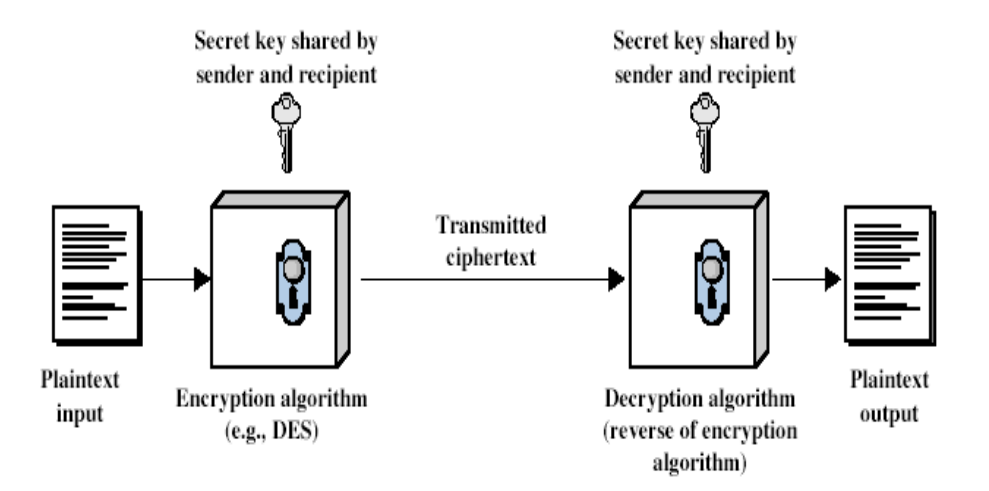 Secret key shared by
sender and recipient
Secret key shared by
sender and recipient
Transmitted
ciphertext
Plaintext
input
Encryption algorithm
(e.g., DES)
Decryption algorithm
(reverse of encryption
algorithm)
Plaintext
output